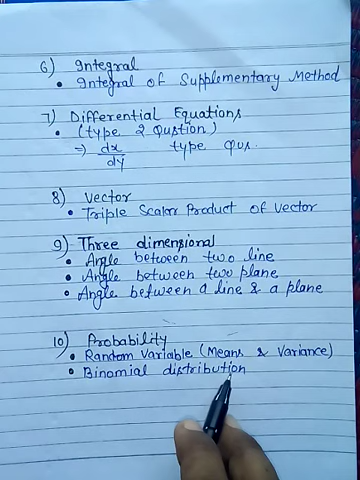 6) Integral
• Integral of Supplementary Method
7) Differential Equations
• (type 2 Qustion)
⇒ dx/dy type qus.
8) Vector
• Triple Scalar Product of Vector
9) Three dimensional
• Angle between two line
• Angle between two plane
• Angle between a line & a plane
10) Probability
• Random Variable (Means & Variance)
• Binomial distribution